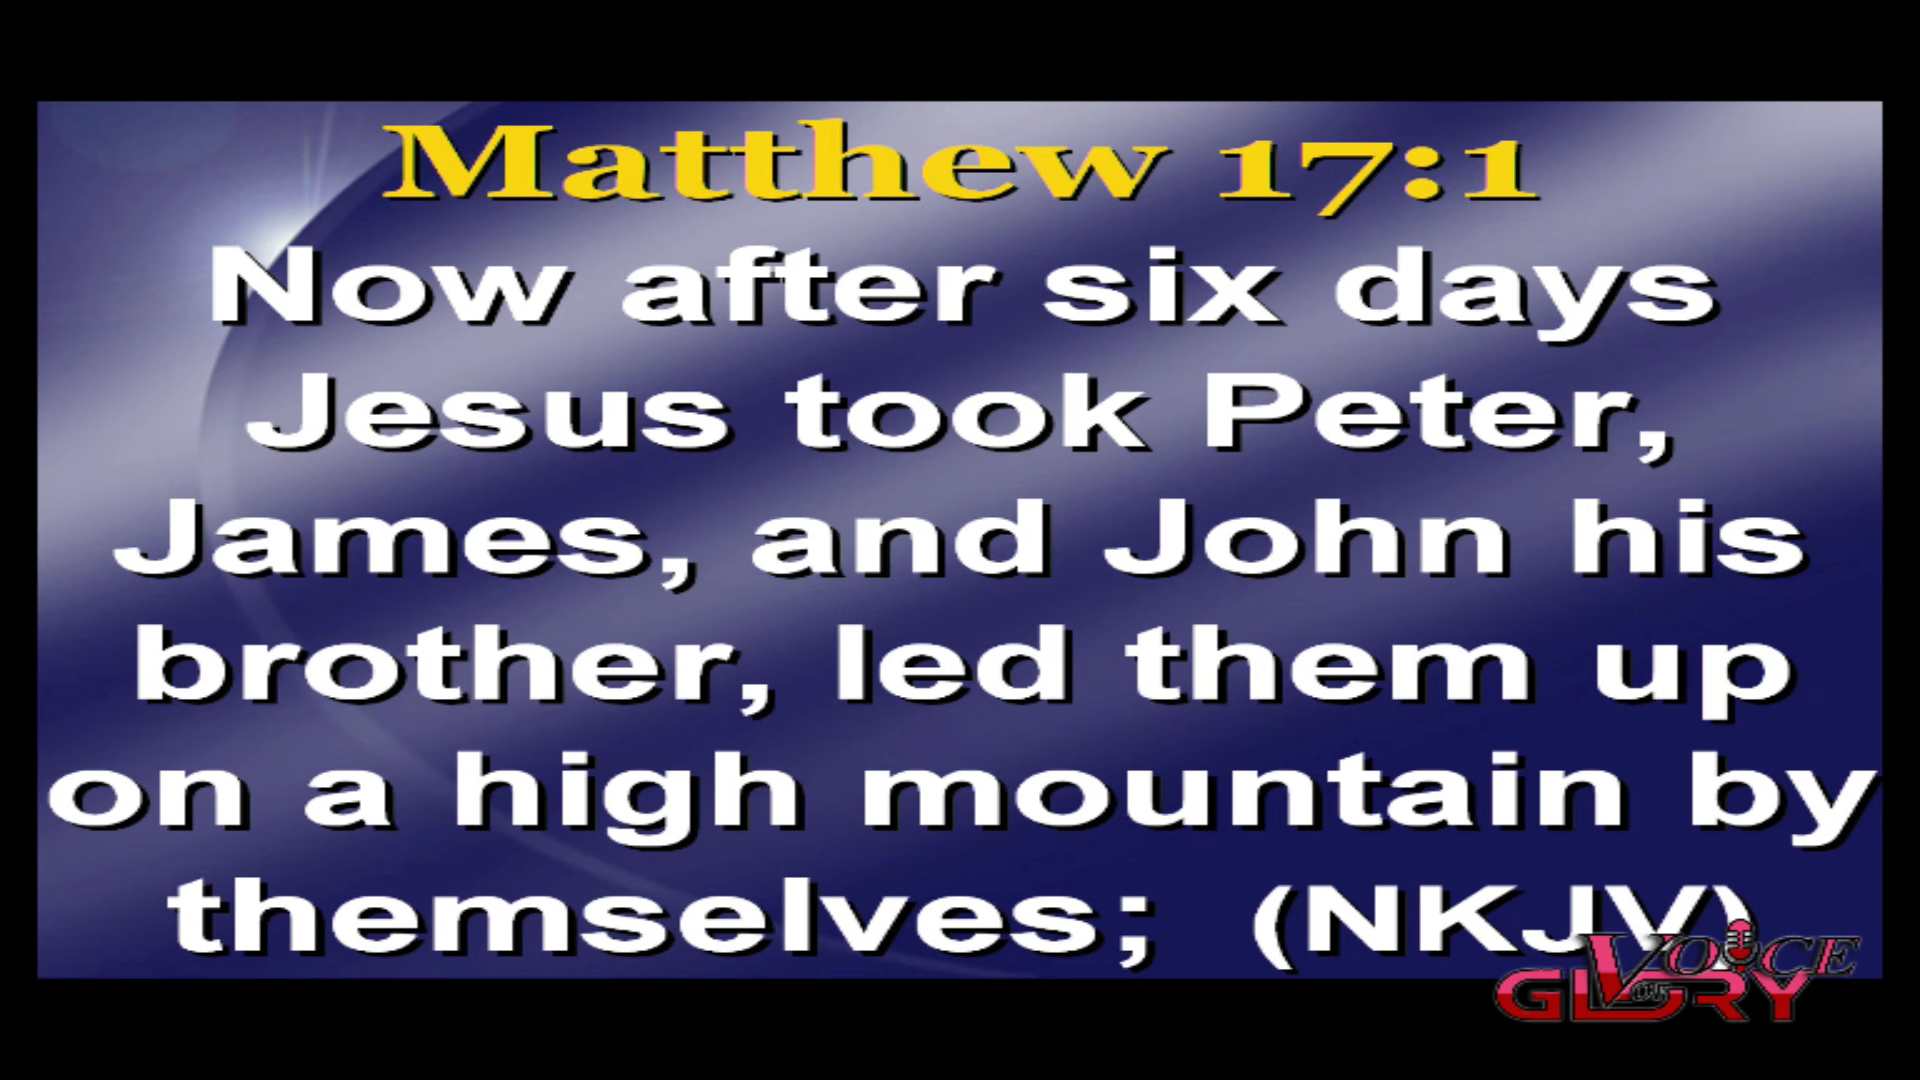 Matthew 17:1
Now after six days
Jesus took Peter,
James, and John his
brother, led them up
on a high mountain by
themselves; (NKJV)
VOICE
OF
GLORY